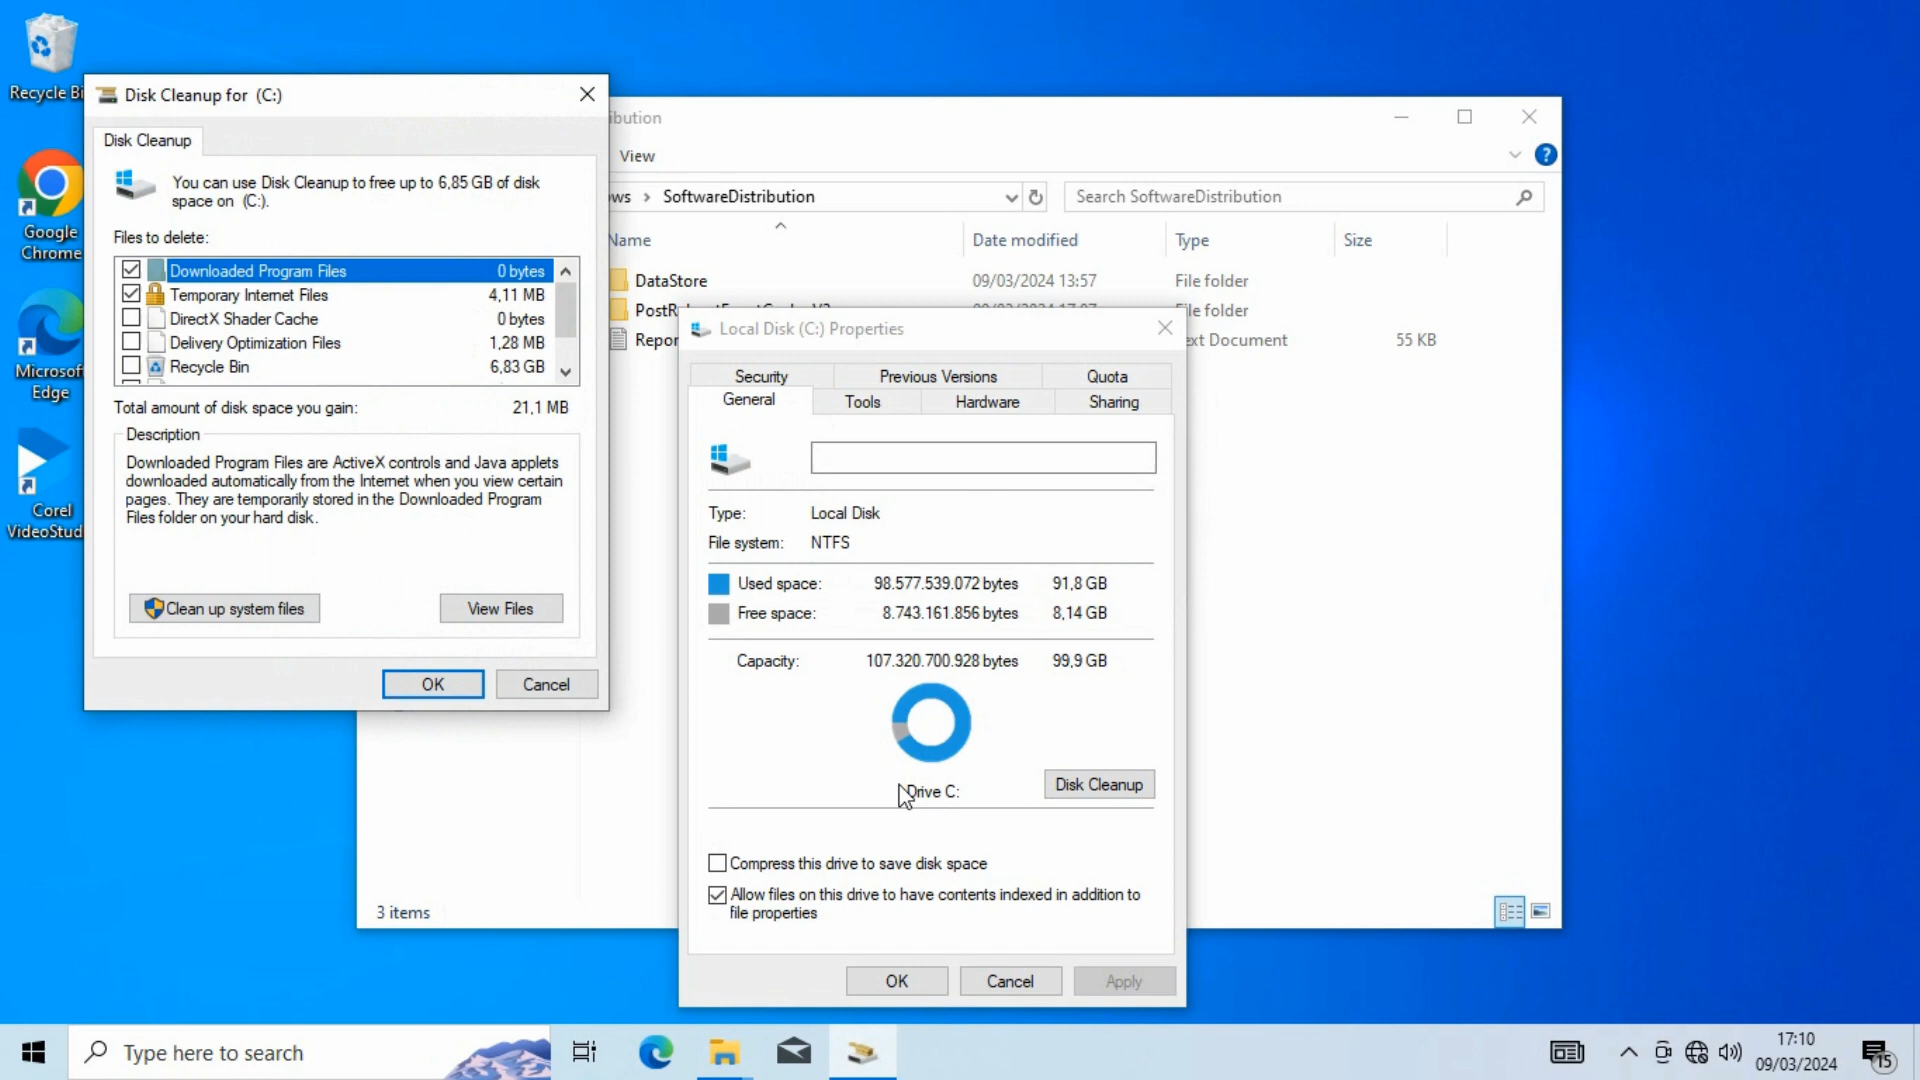 Recycle Bi
Google
Chrome
Microsof
Edge
Corel
VideoStud
Disk Cleanup for (C:)
Disk Cleanup
You can use Disk Cleanup to free up to 6,85 GB of disk
space on (C:).
Files to delete:
Downloaded Program Files 0 bytes
Temporary Internet Files 4,11 MB
DirectX Shader Cache 0 bytes
Delivery Optimization Files 1,28 MB
Recycle Bin 6,83 GB
Total amount of disk space you gain: 21,1 MB
Description
Downloaded Program Files are ActiveX controls and Java applets
downloaded automatically from the Internet when you view certain
pages. They are temporarily stored in the Downloaded Program
Files folder on your hard disk.
Clean up system files View Files
OK Cancel
ibution
View
ows > SoftwareDistribution
Search SoftwareDistribution
Name Date modified Type Size
DataStore 09/03/2024 13:57 File folder
File folder
Repor ext Document 55 KB
3 items
Local Disk (C:) Properties
Security Previous Versions Quota
General Tools Hardware Sharing
Type: Local Disk
File system: NTFS
Used space: 98.577.539.072 bytes 91,8 GB
Free space: 8.743.161.856 bytes 8,14 GB
Capacity: 107.320.700.928 bytes 99,9 GB
Drive C:
Disk Cleanup
Compress this drive to save disk space
Allow files on this drive to have contents indexed in addition to
file properties
OK Cancel Apply
Type here to search
17:10
09/03/2024
15